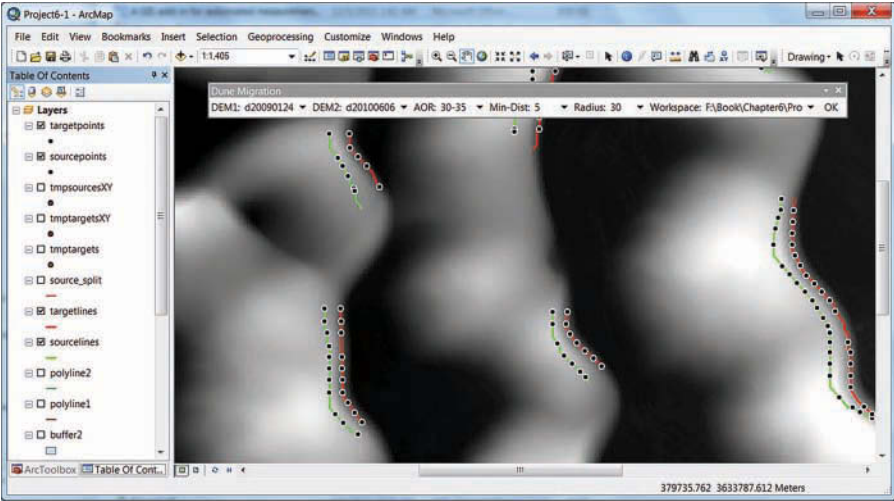 Project6-1 - ArcMap
File Edit View Bookmarks Insert Selection Geoprocessing Customize Windows Help
1:1,405
Drawing
Table Of Contents
Dune Migration
DEM1: d20090124 DEM2: d20100606 AOR: 30-35 Min-Dist: 5 Radius: 30 Workspace: F:\Book\Chapter6\Pro OK
Layers
targetpoints
sourcepoints
tmpsourcesXY
tmptargetsXY
tmptargets
source_split
targetlines
sourcelines
polyline2
polyline1
buffer2
ArcToolbox Table Of Cont...
379735.762 3633787.612 Meters